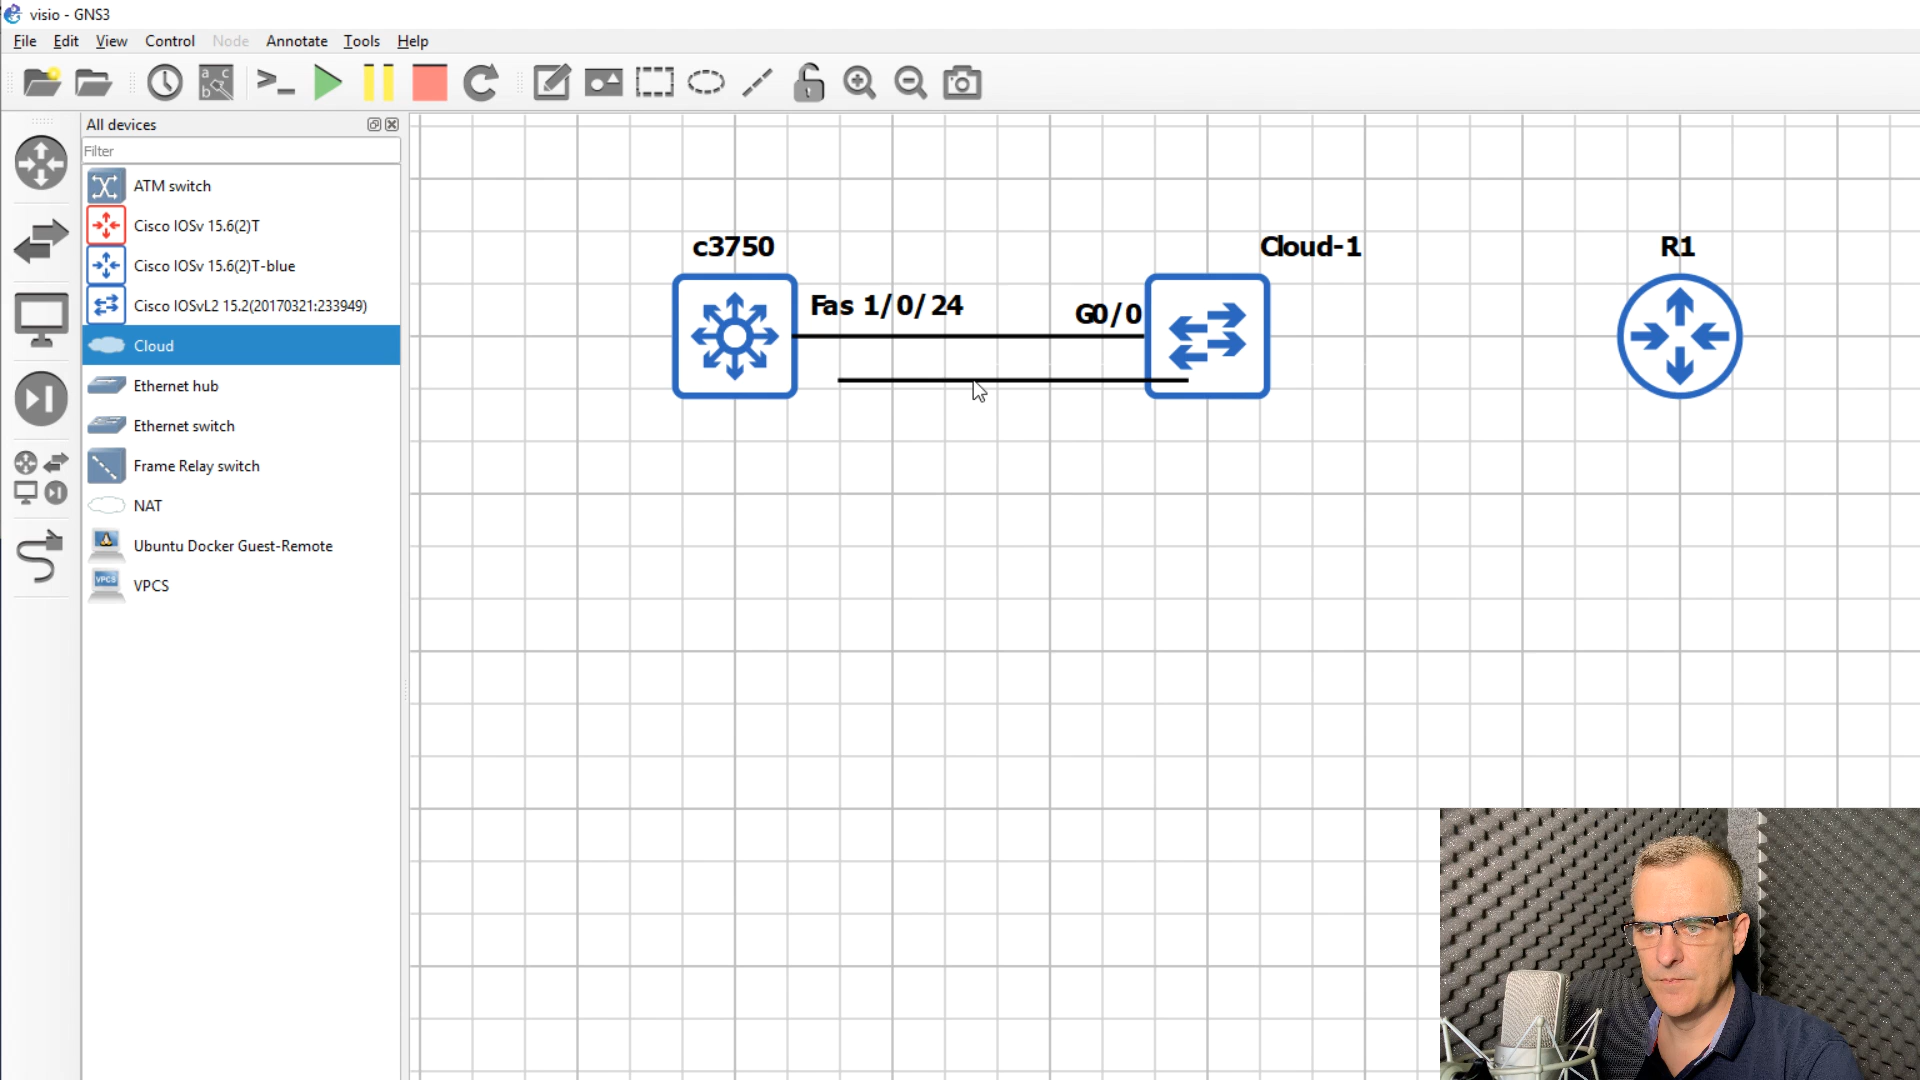 visio - GNS3
File Edit View Control Node Annotate Tools Help
a c
b
All devices
Filter
ATM switch
Cisco IOSv 15.6(2)T
Cisco IOSv 15.6(2)T-blue
Cisco IOSvL2 15.2(20170321:233949)
Cloud
Ethernet hub
Ethernet switch
Frame Relay switch
NAT
Ubuntu Docker Guest-Remote
VPCS
VPCS
c3750
Cloud-1
R1
Fas 1/0/24
G0/0